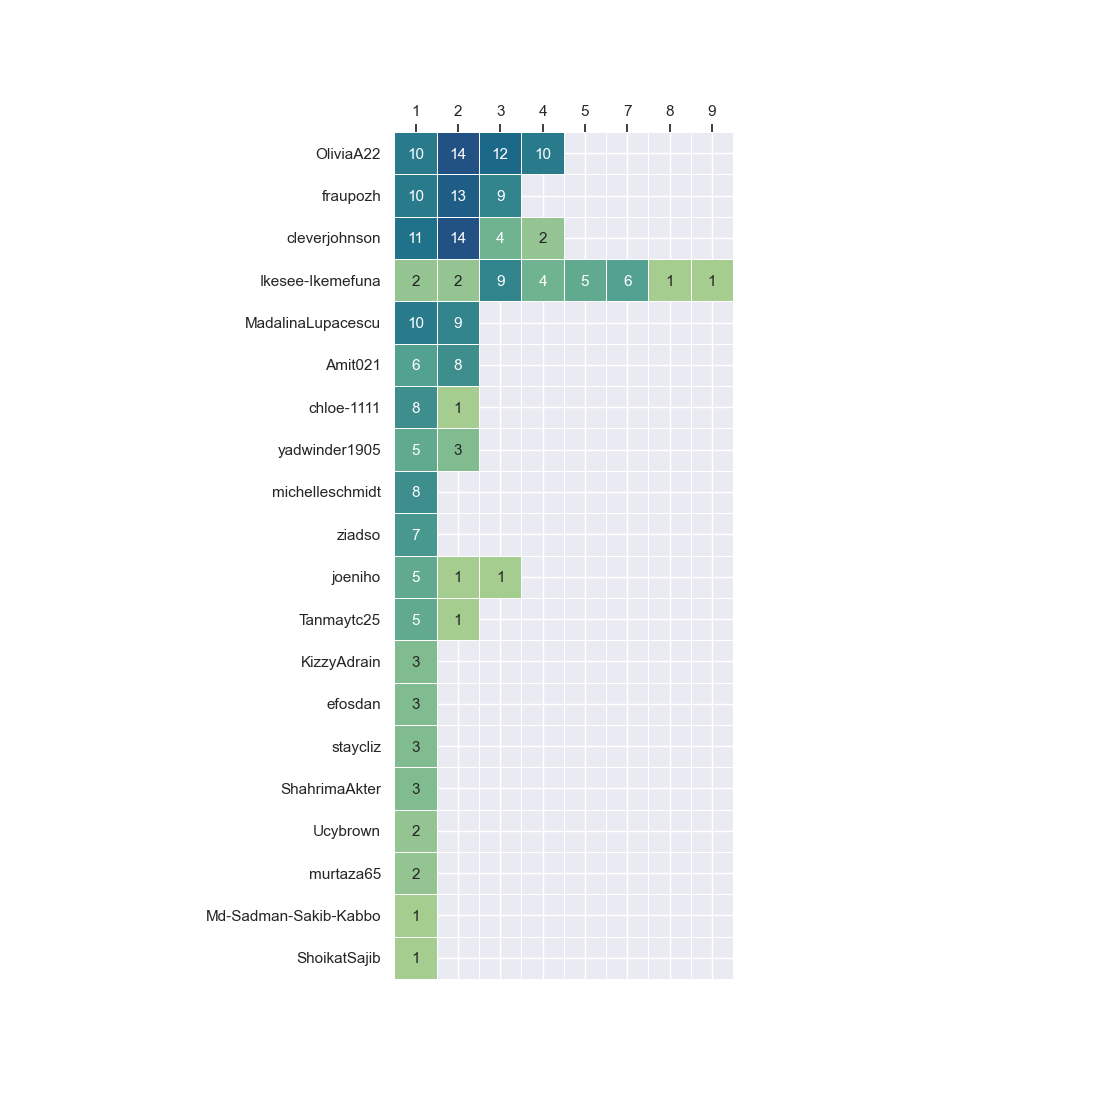 1 2 3 4 5 7 8 9
OliviaA22 10 14 12 10
fraupozh 10 13 9
cleverjohnson 11 14 4 2
Ikesee-Ikemefuna 2 2 9 4 5 6 1 1
MadalinaLupacescu 10 9
Amit021 6 8
chloe-1111 8 1
yadwinder1905 5 3
michelleschmidt 8
ziadso 7
joeniho 5 1 1
Tanmaytc25 5 1
KizzyAdrain 3
efosdan 3
staycliz 3
ShahrimaAkter 3
Ucybrown 2
murtaza65 2
Md-Sadman-Sakib-Kabbo 1
ShoikatSajib 1